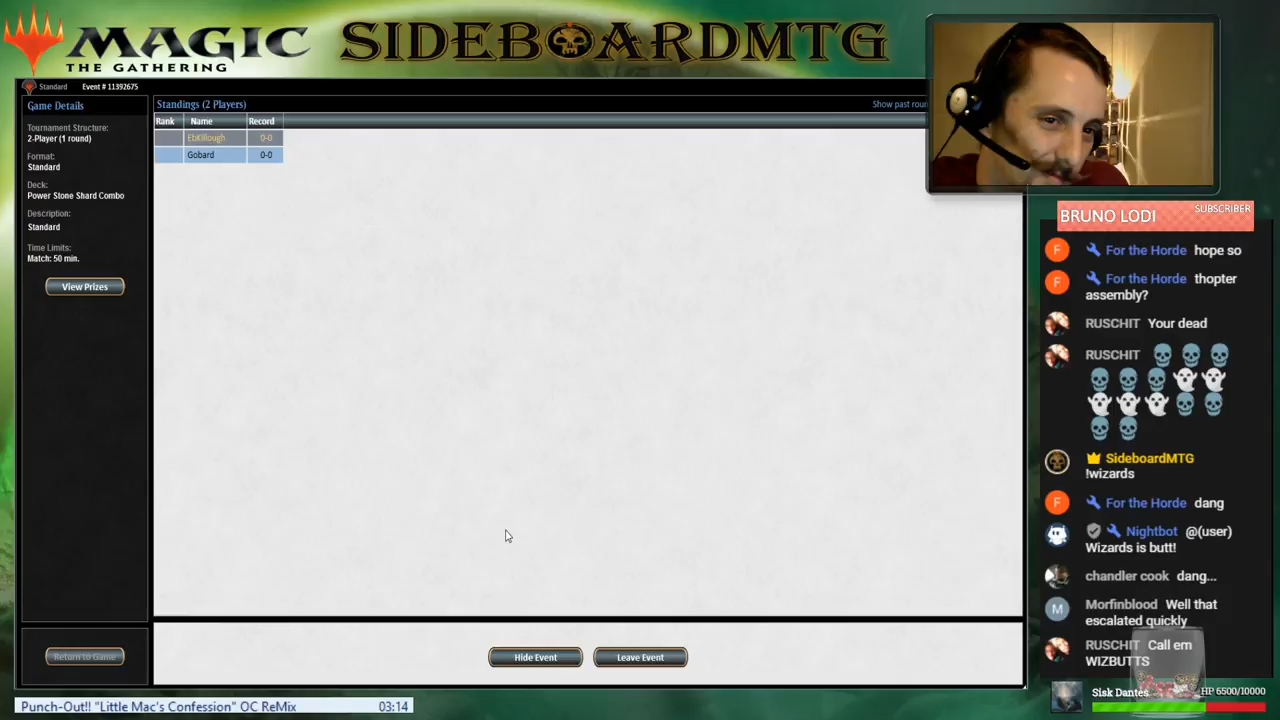 MAGIC
THE GATHERING
SIDEBOARDMTG
Standard Event # 11392675
Game Details
Tournament Structure:
2-Player (1 round)
Format:
Standard
Deck:
Power Stone Shard Combo
Description:
Standard
Time Limits:
Match: 50 min.
View Prizes
Return to Game
Standings (2 Players)
Show past roun
Rank Name Record
EbKillough 0-0
Gobard 0-0
Hide Event Leave Event
BRUNO LODI SUBSCRIBER
F For the Horde hope so
F For the Horde thopter
assembly?
RUSCHIT Your dead
RUSCHIT
SideboardMTG
!wizards
F For the Horde dang
Nightbot @(user)
Wizards is butt!
chandler cook dang...
M Morfinblood Well that
escalated quickly
RUSCHIT Call em
WIZBUTTS
Sisk Dantes HP 6500/10000
Punch-Out!! "Little Mac's Confession" OC ReMix 03:14